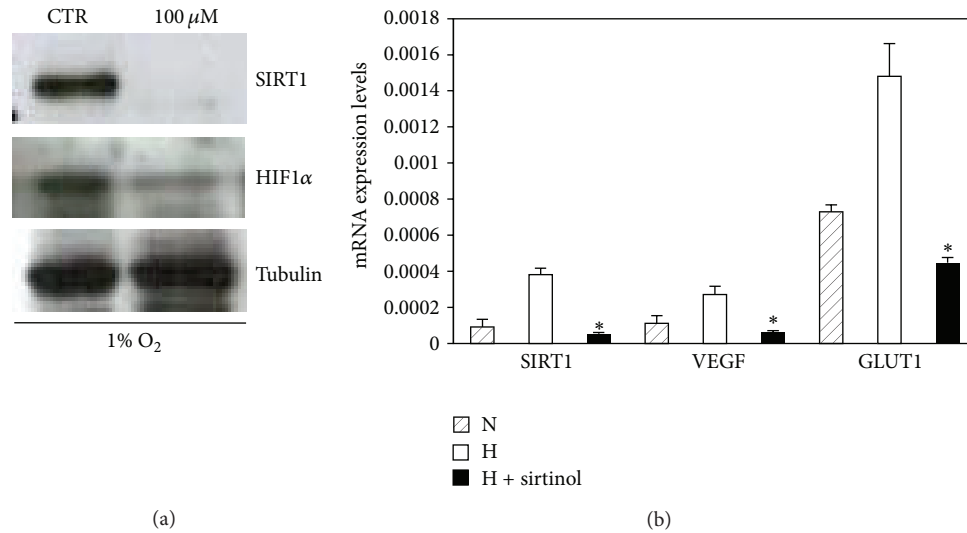 CTR 100 μM
SIRT1
HIF1α
Tubulin
1% O₂
(a)
mRNA expression levels
0.0018
0.0016
0.0014
0.0012
0.001
0.0008
0.0006
0.0004
0.0002
0
* * *
SIRT1 VEGF GLUT1
N
H
H + sirtinol
(b)